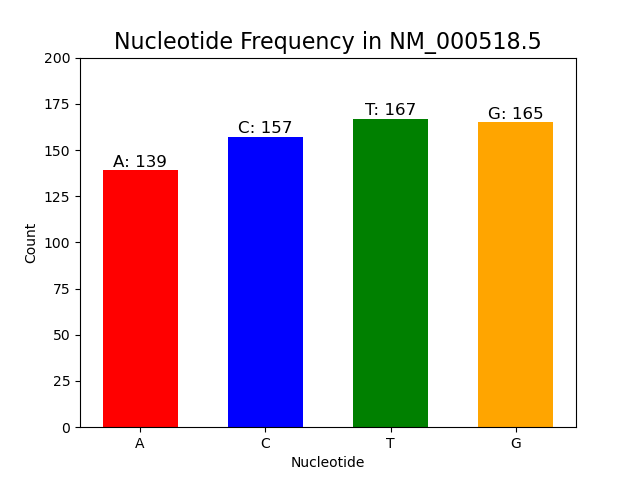 Nucleotide Frequency in NM_000518.5
200
175
150
125
100
75
50
25
0
Count
A: 139
C: 157
T: 167
G: 165
A
C
T
G
Nucleotide